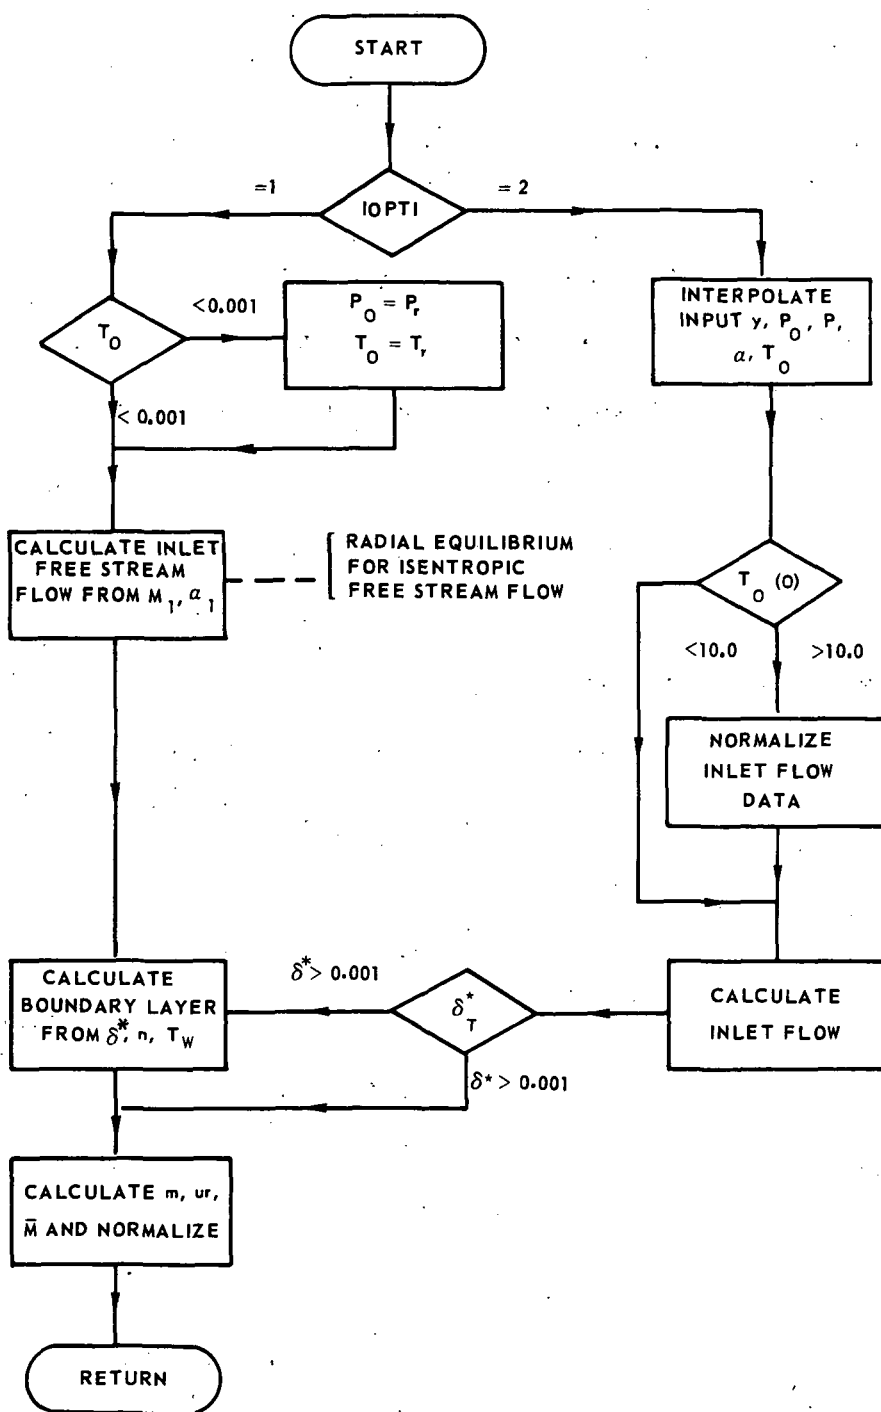 START
=1
= 2
IOPT1
T₀
<0.001
P₀ = Pᵣ
T₀ = Tᵣ
< 0.001
INTERPOLATE
INPUT y, P₀, P,
α, T₀
CALCULATE INLET
FREE STREAM
FLOW FROM M₁, α₁
RADIAL EQUILIBRIUM
FOR ISENTROPIC
FREE STREAM FLOW
T₀ (0)
<10.0
>10.0
NORMALIZE
INLET FLOW
DATA
CALCULATE
BOUNDARY LAYER
FROM δ*, n, T_W
δ* > 0.001
δ*_T
δ* > 0.001
CALCULATE
INLET FLOW
CALCULATE m, ur,
M̄ AND NORMALIZE
RETURN